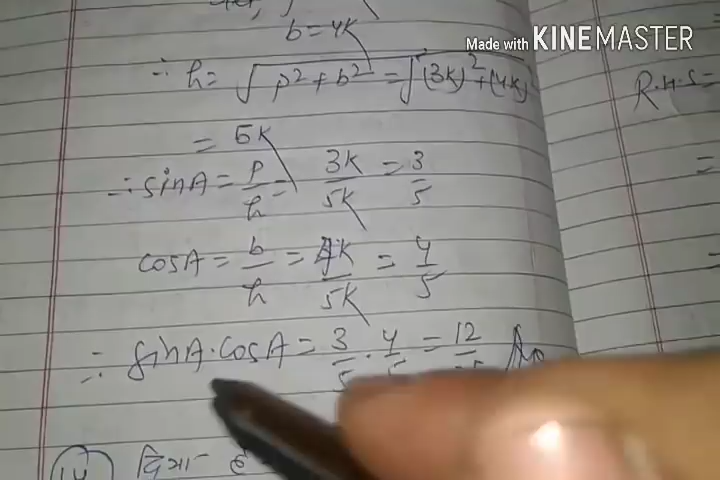 Made with KINEMASTER
b=4k
∴ h= √p²+b² = √(3k)²+(4k)
R.H.S=
= 5k
∴ sinA = p/h = 3k/5k = 3/5
cosA = b/h = 4k/5k = 4/5
∴ sinA·cosA = 3/5 · 4/5 = 12/
14 दिया है